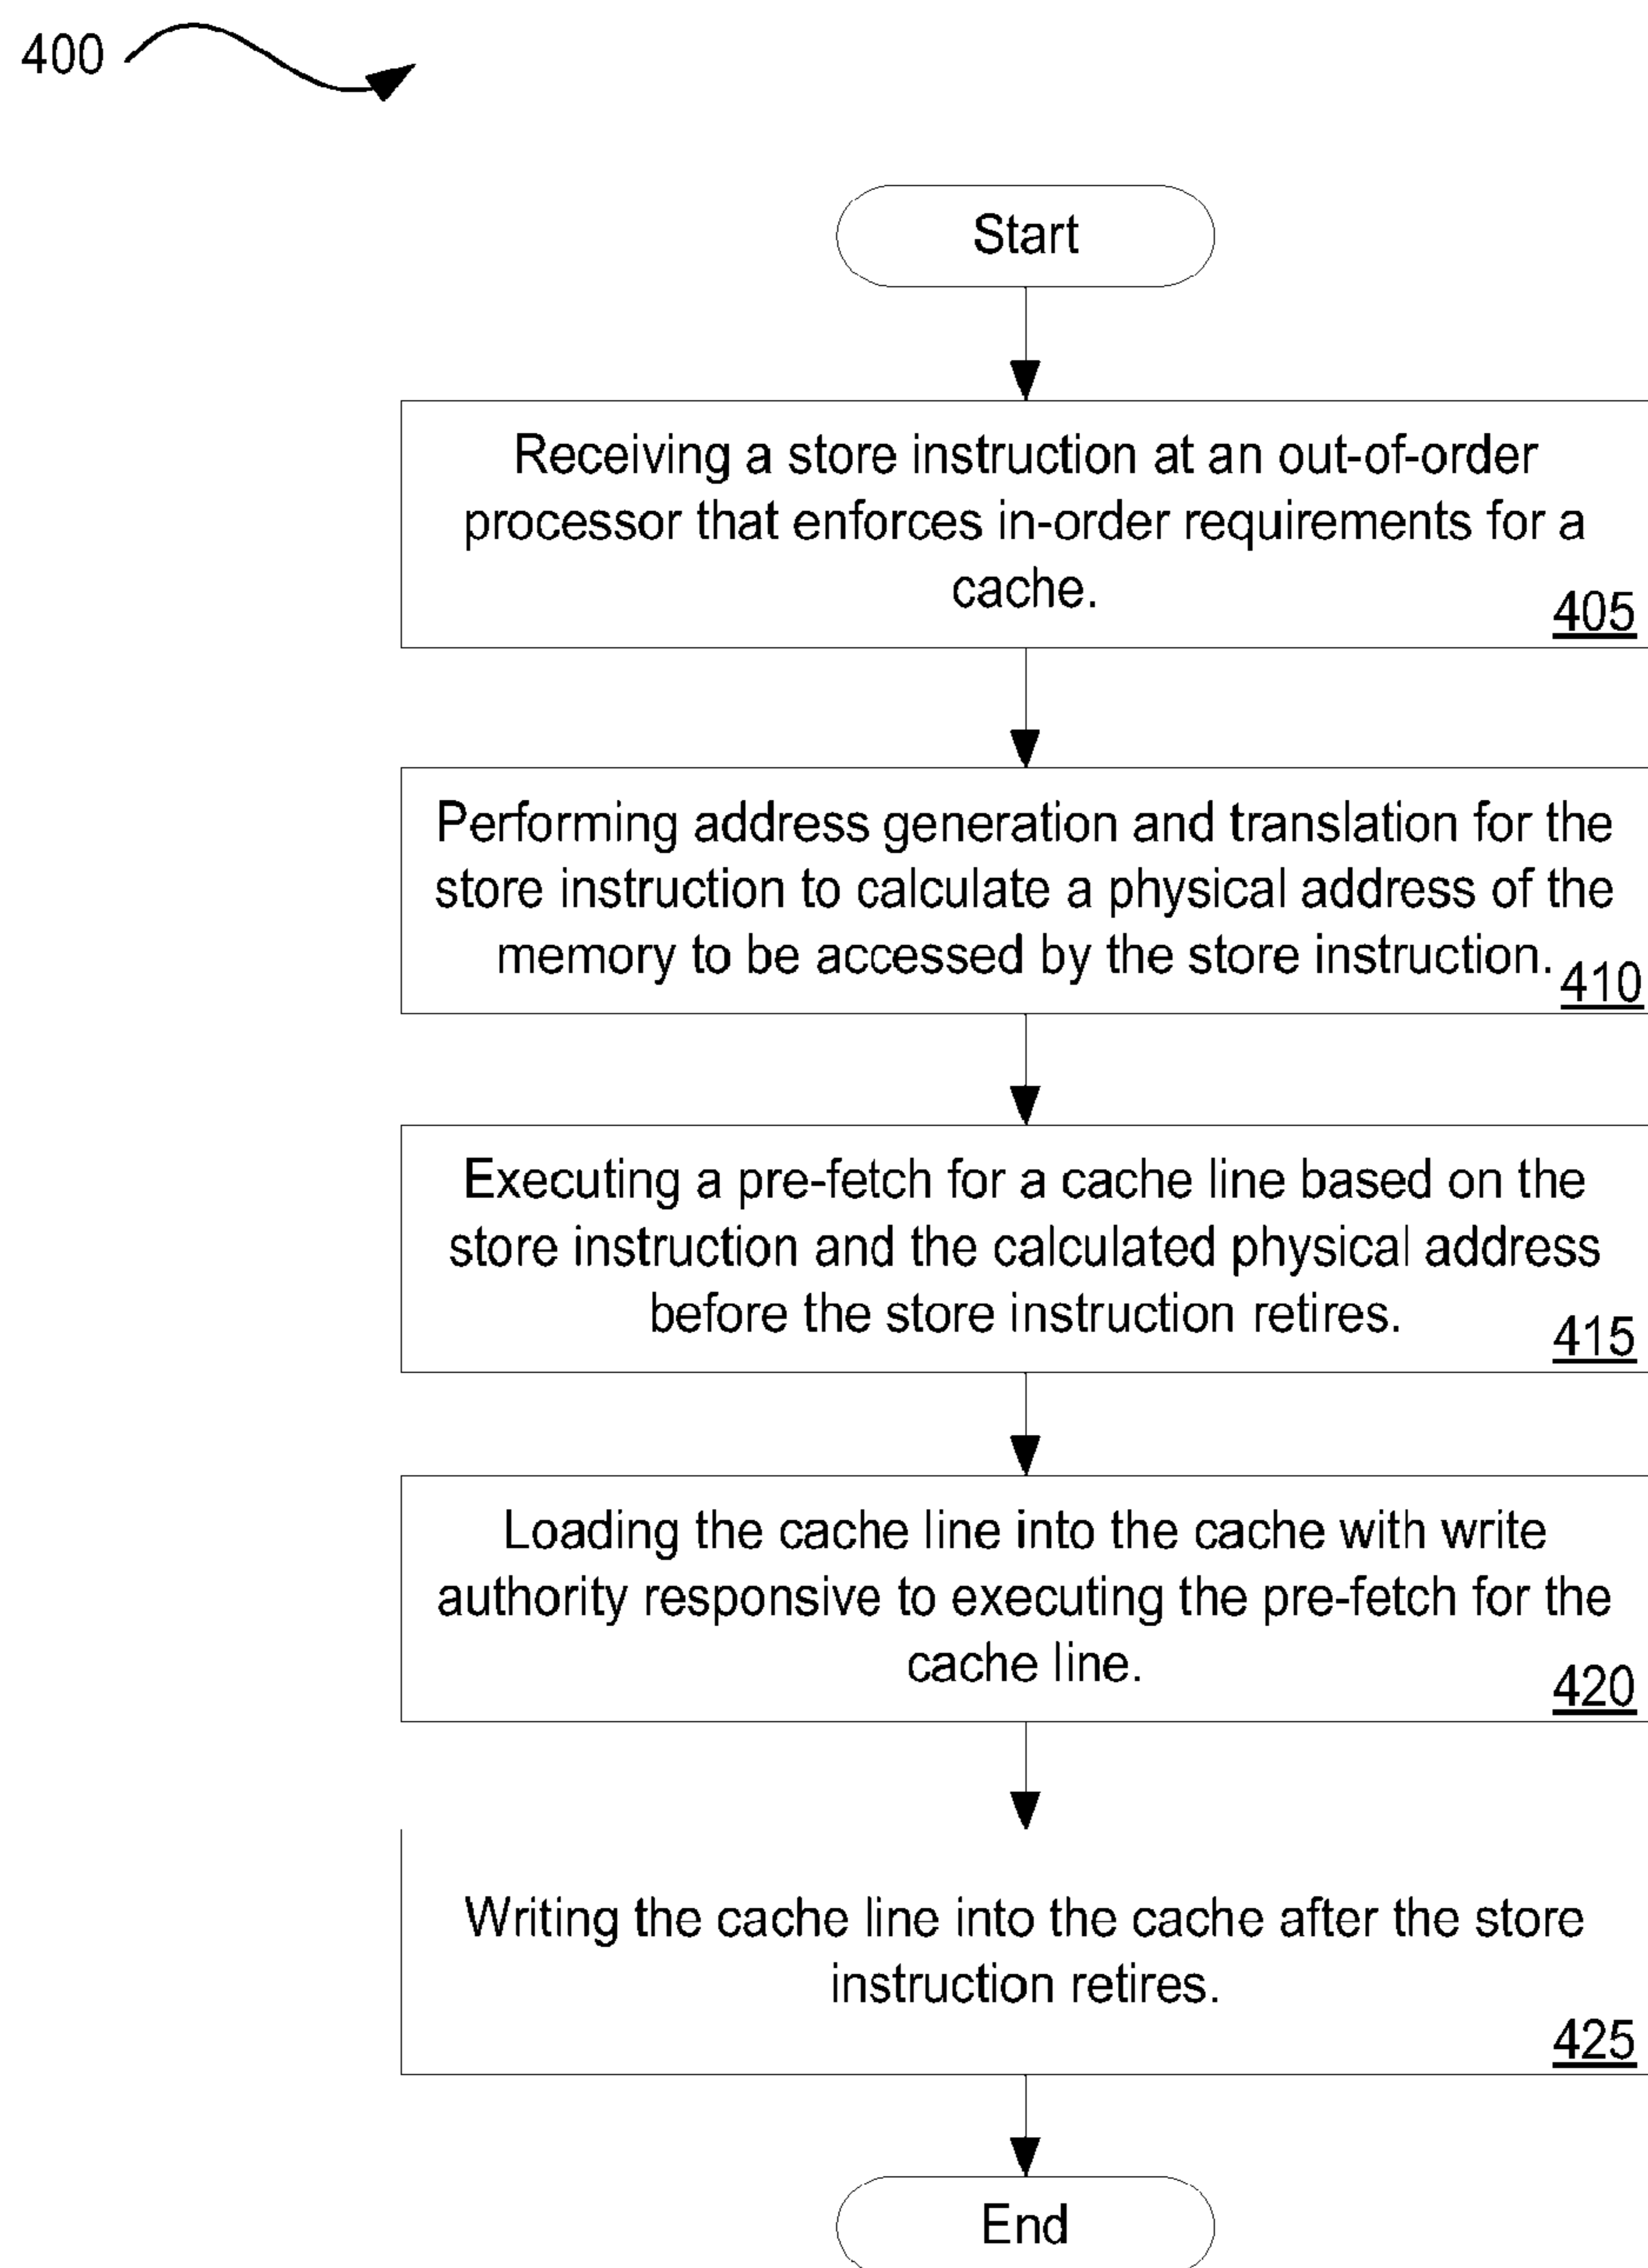 400
Start
Receiving a store instruction at an out-of-order
processor that enforces in-order requirements for a
cache.
405
Performing address generation and translation for the
store instruction to calculate a physical address of the
memory to be accessed by the store instruction.
410
Executing a pre-fetch for a cache line based on the
store instruction and the calculated physical address
before the store instruction retires.
415
Loading the cache line into the cache with write
authority responsive to executing the pre-fetch for the
cache line.
420
Writing the cache line into the cache after the store
instruction retires.
425
End